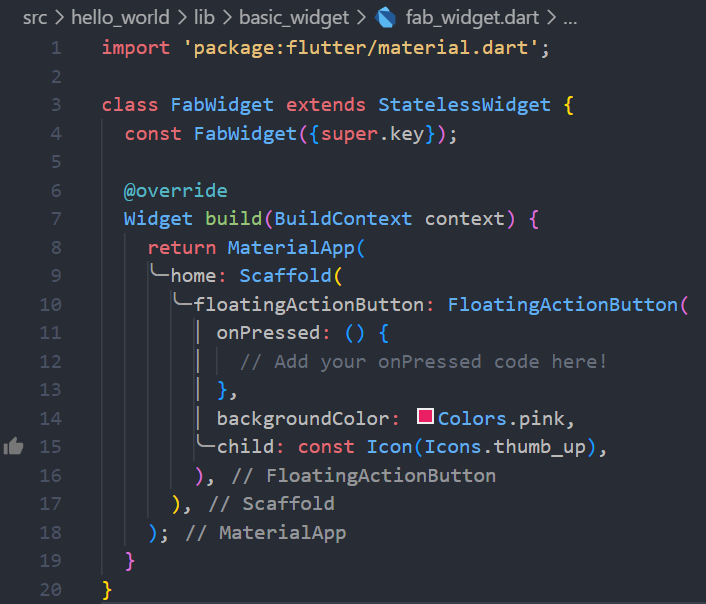 src > hello_world > lib > basic_widget > fab_widget.dart > ...
1 import 'package:flutter/material.dart';
2
3 class FabWidget extends StatelessWidget {
4   const FabWidget({super.key});
5
6   @override
7   Widget build(BuildContext context) {
8     return MaterialApp(
9       home: Scaffold(
10         floatingActionButton: FloatingActionButton(
11           onPressed: () {
12             // Add your onPressed code here!
13           },
14           backgroundColor: Colors.pink,
15           child: const Icon(Icons.thumb_up),
16         ), // FloatingActionButton
17       ), // Scaffold
18     ); // MaterialApp
19   }
20 }